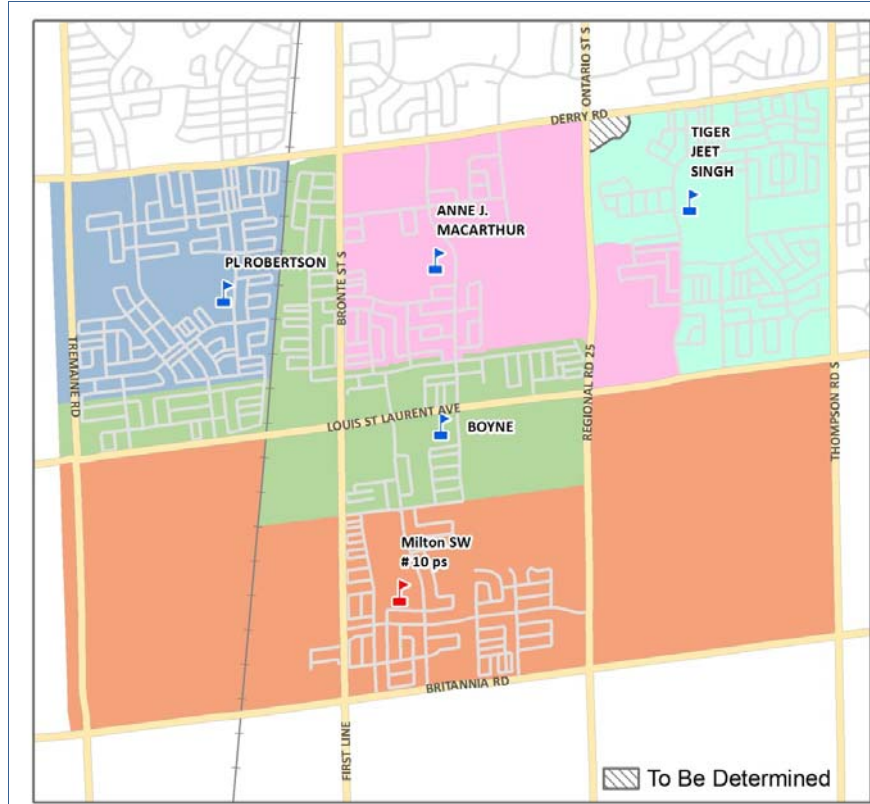 ONTARIO ST S
DERRY RD
TIGER
JEET
SINGH
ANNE J.
MACARTHUR
PL ROBERTSON
BRONTE ST S
TREMAINE RD
REGIONAL RD 25
THOMPSON RD S
LOUIS ST LAURENT AVE
BOYNE
Milton SW
# 10 ps
BRITANNIA RD
FIRST LINE
To Be Determined